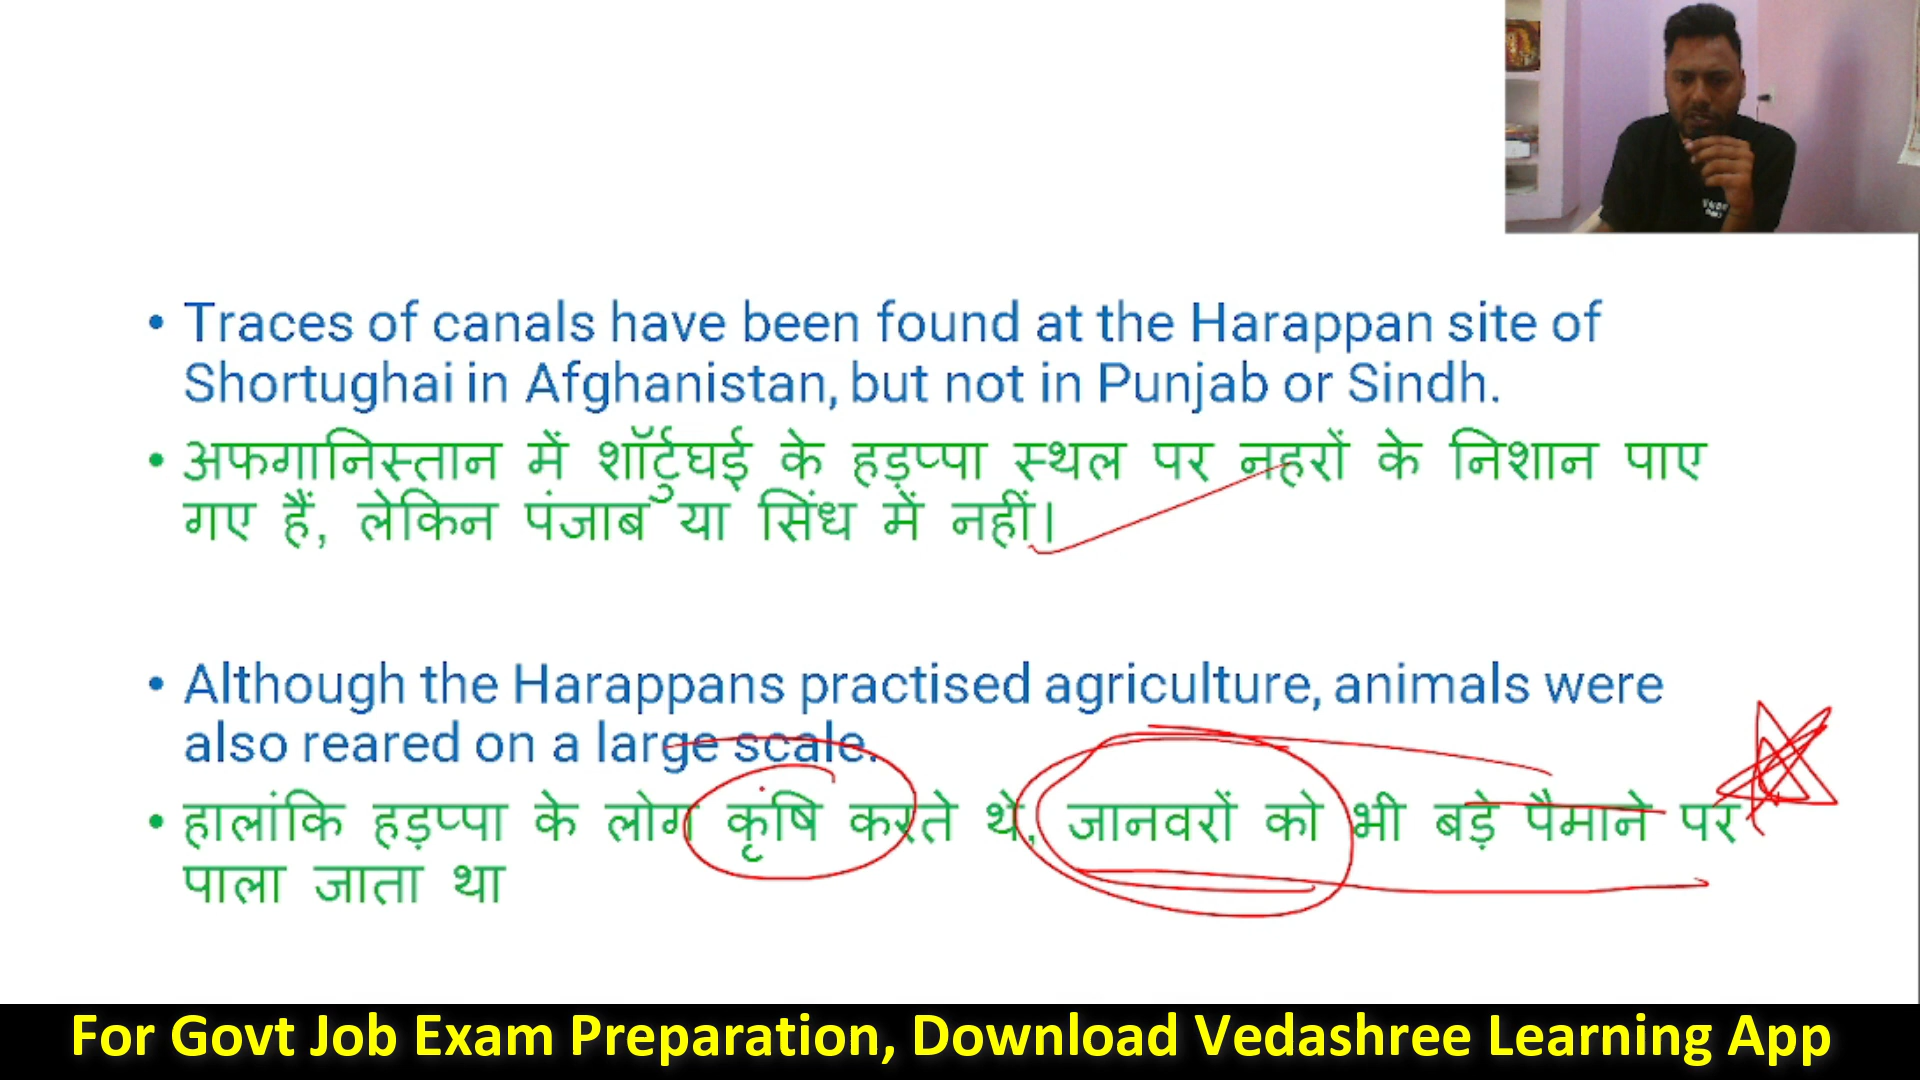 • Traces of canals have been found at the Harappan site of
Shortughai in Afghanistan, but not in Punjab or Sindh.
• अफगानिस्तान में शॉर्टुघई के हड़प्पा स्थल पर नहरों के निशान पाए
गए हैं, लेकिन पंजाब या सिंध में नहीं।
• Although the Harappans practised agriculture, animals were
also reared on a large scale.
• हालांकि हड़प्पा के लोग कृषि करते थे, जानवरों को भी बड़े पैमाने पर
पाला जाता था
For Govt Job Exam Preparation, Download Vedashree Learning App